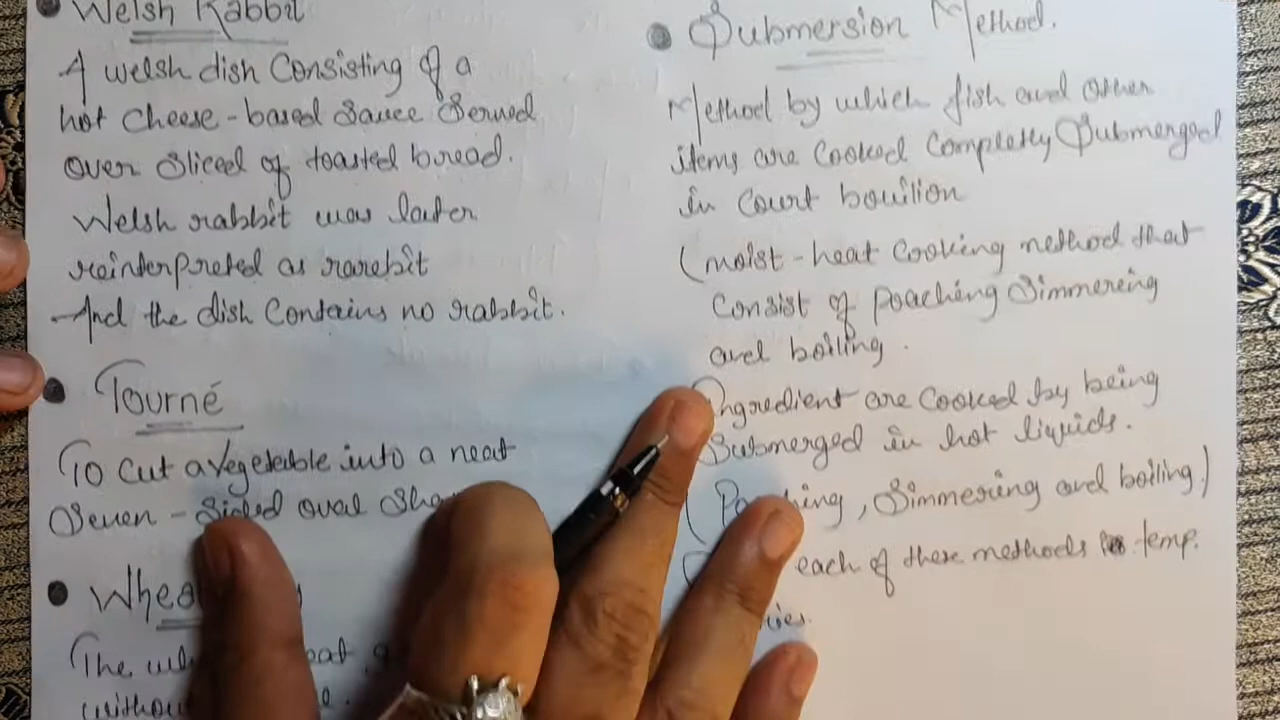 Welsh Rabbit
A welsh dish Consisting of a
hot cheese-based Sauce Served
over Sliced of toasted bread.
Welsh rabbit was later
reinterpreted as rarebit
And the dish Contains no rabbit.
Tourné
To Cut a Vegetable into a neat
Seven - Sided oval
The
without
Submersion Method.
Method by which fish and other
items are Cooked Completly Submerged
in Court bouilion
(moist-heat Cooking method that
Consist of poaching Simmering
and boiling.
Ingredient are Cooked by being
Submerged in hot liquids.
(Poaching, Simmering and boiling.)
each of these methods temp.